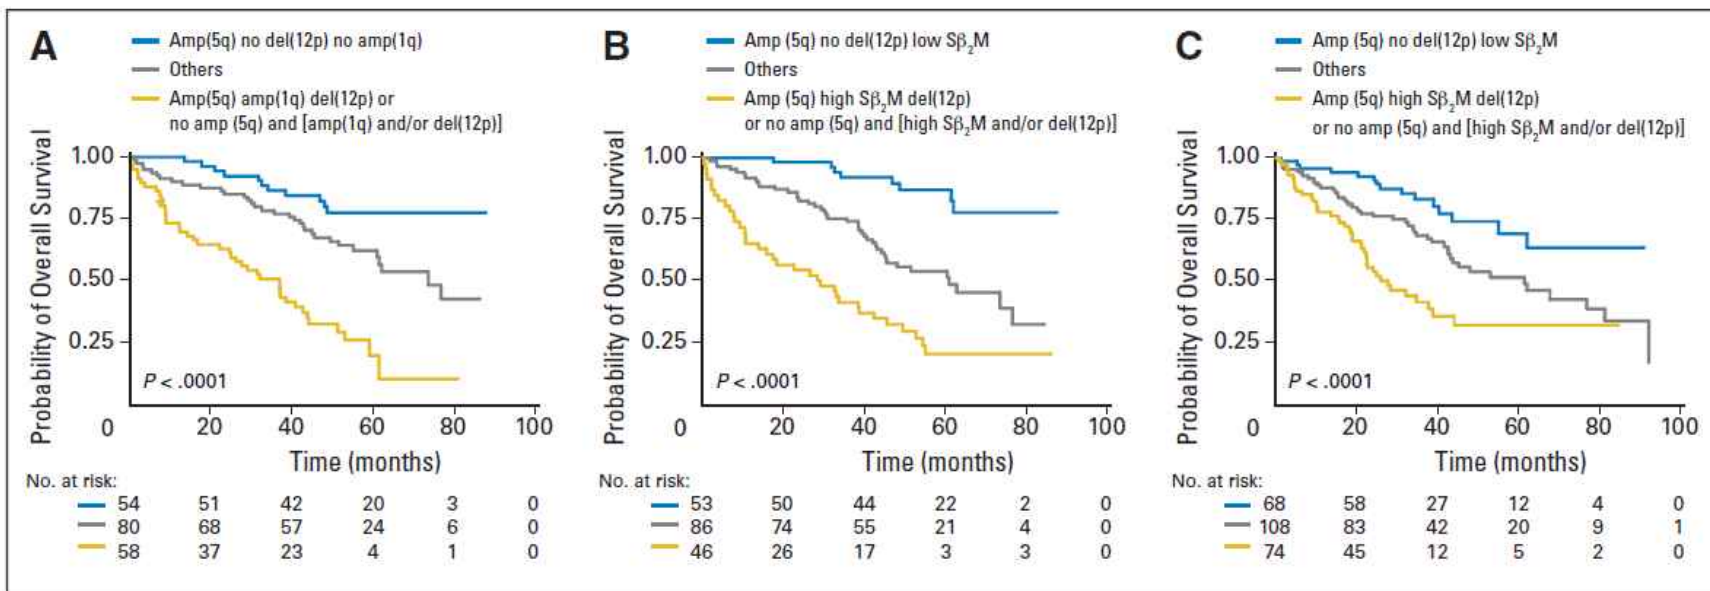 A
Amp(5q) no del(12p) no amp(1q)
Others
Amp(5q) amp(1q) del(12p) or
no amp (5q) and [amp(1q) and/or del(12p)]
Probability of Overall Survival
1.00
0.75
0.50
0.25
P < .0001
0 20 40 60 80 100
Time (months)
No. at risk:
54 51 42 20 3 0
80 68 57 24 6 0
58 37 23 4 1 0
B
Amp (5q) no del(12p) low Sβ₂M
Others
Amp (5q) high Sβ₂M del(12p)
or no amp (5q) and [high Sβ₂M and/or del(12p)]
Probability of Overall Survival
1.00
0.75
0.50
0.25
P < .0001
0 20 40 60 80 100
Time (months)
No. at risk:
53 50 44 22 2 0
86 74 55 21 4 0
46 26 17 3 3 0
C
Amp (5q) no del(12p) low Sβ₂M
Others
Amp (5q) high Sβ₂M del(12p)
or no amp (5q) and [high Sβ₂M and/or del(12p)]
Probability of Overall Survival
1.00
0.75
0.50
0.25
P < .0001
0 20 40 60 80 100
Time (months)
No. at risk:
68 58 27 12 4 0
108 83 42 20 9 1
74 45 12 5 2 0